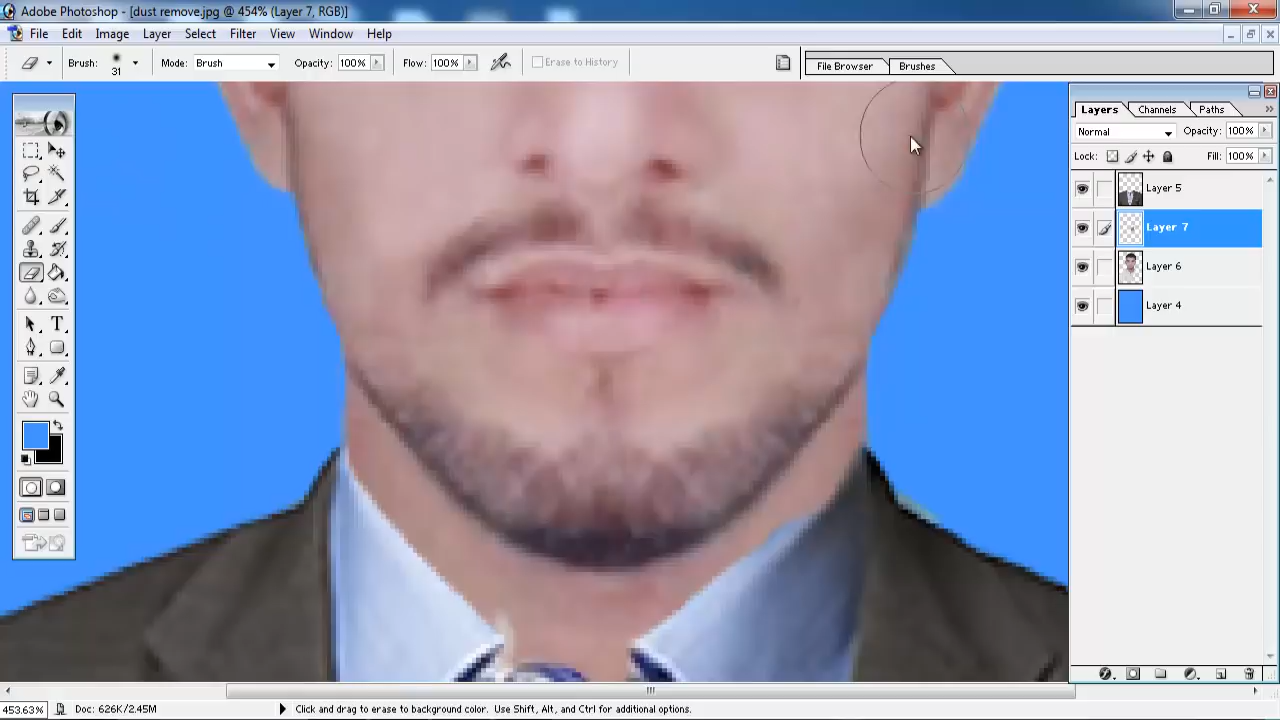 Adobe Photoshop - [dust remove.jpg @ 454% (Layer 7, RGB)]
File Edit Image Layer Select Filter View Window Help
Brush: 31 Mode: Brush Opacity: 100% Flow: 100% Erase to History File Browser Brushes
Layers Channels Paths
Normal Opacity: 100%
Lock: Fill: 100%
Layer 5
Layer 7
Layer 6
Layer 4
453.63% Doc: 626K/2.45M Click and drag to erase to background color. Use Shift, Alt, and Ctrl for additional options.